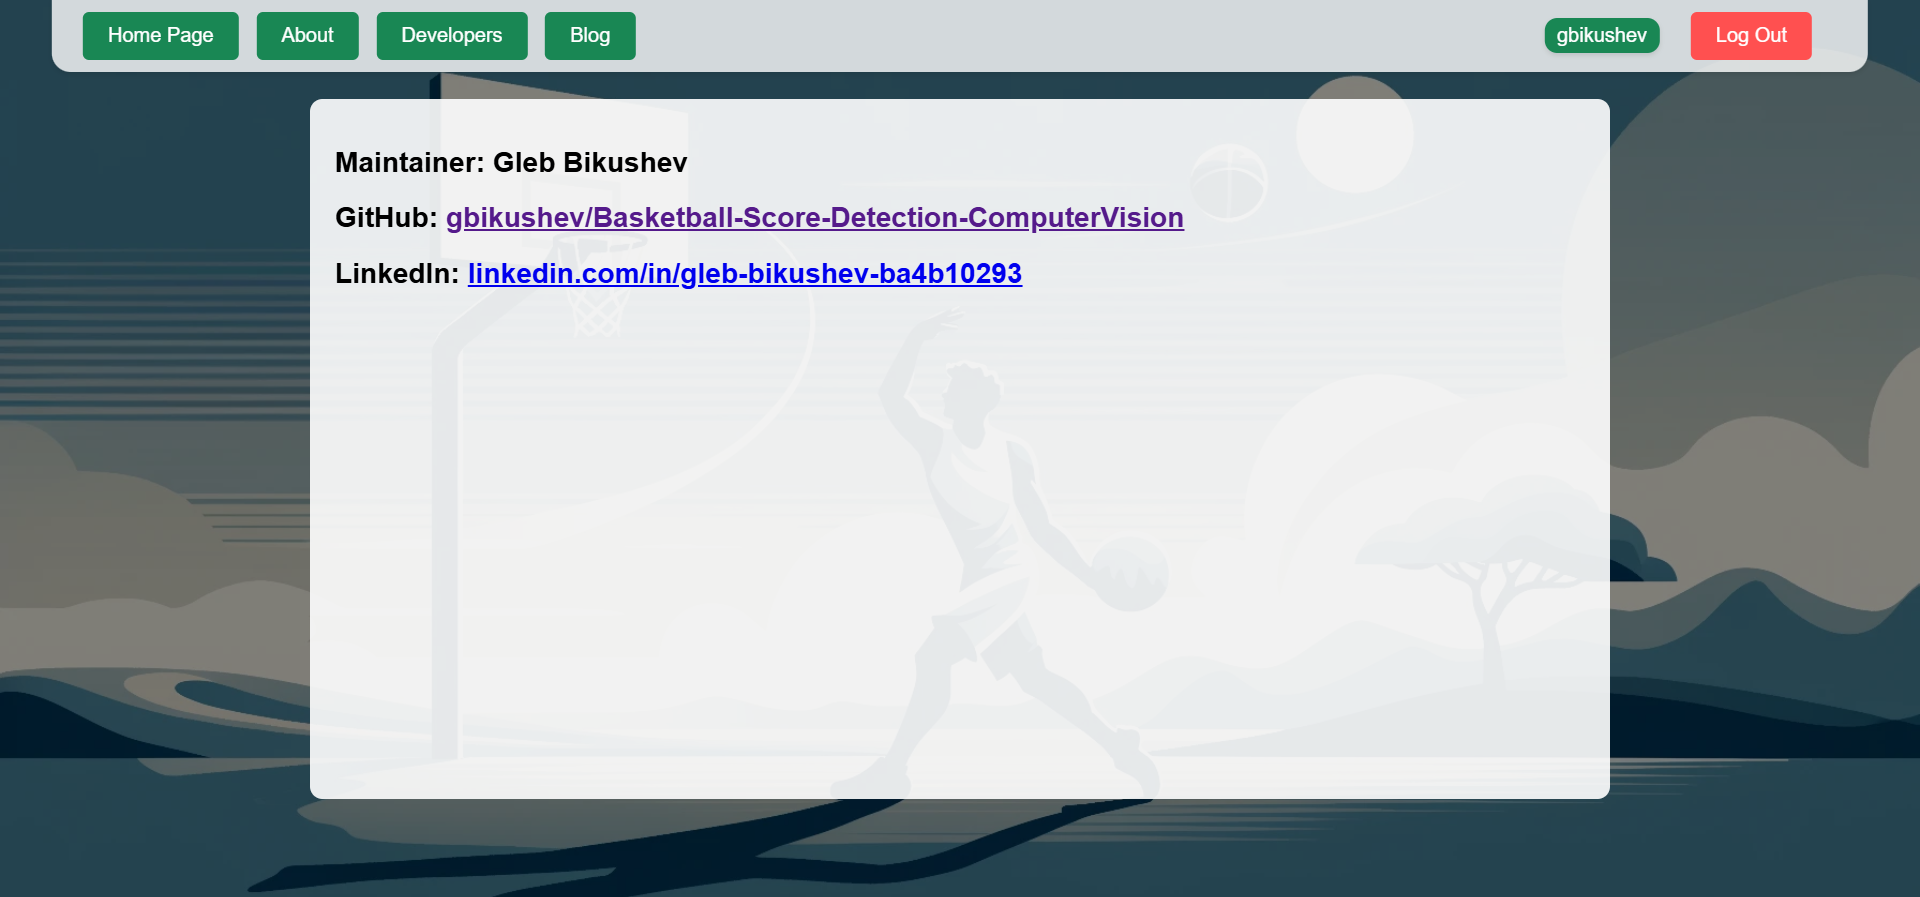 Home Page About Developers Blog gbikushev Log Out
Maintainer: Gleb Bikushev
GitHub: gbikushev/Basketball-Score-Detection-ComputerVision
LinkedIn: linkedin.com/in/gleb-bikushev-ba4b10293